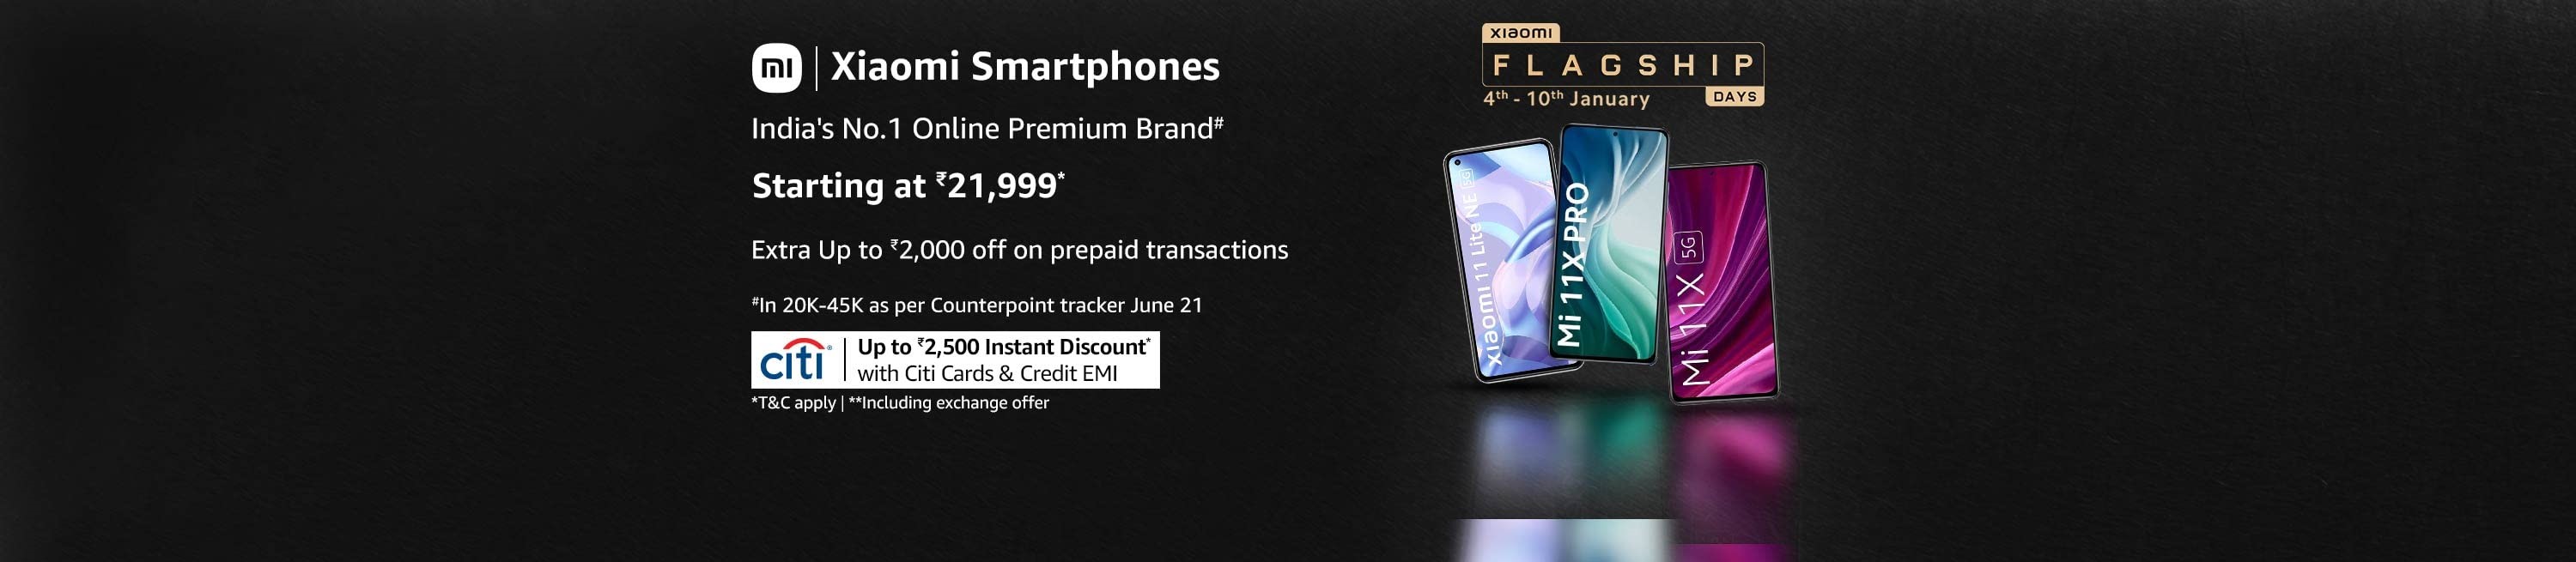 mi | Xiaomi Smartphones
India's No.1 Online Premium Brand#
Starting at ₹21,999*
Extra Up to ₹2,000 off on prepaid transactions
#In 20K-45K as per Counterpoint tracker June 21
citi® | Up to ₹2,500 Instant Discount*
with Citi Cards & Credit EMI
*T&C apply | **Including exchange offer
xiaomi
FLAGSHIP
DAYS
4th - 10th January
xiaomi 11 Lite NE 5G
Mi 11X PRO
Mi 11X 5G